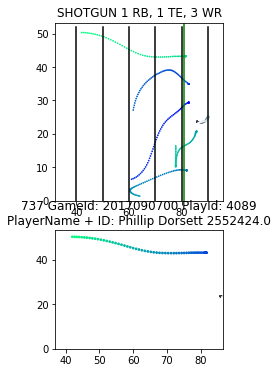 SHOTGUN 1 RB, 1 TE, 3 WR
50
40
30
20
10
0
40 60 80
737 GameId: 2017090700, PlayId: 4089
PlayerName + ID: Phillip Dorsett 2552424.0
40
20
0
40 50 60 70 80